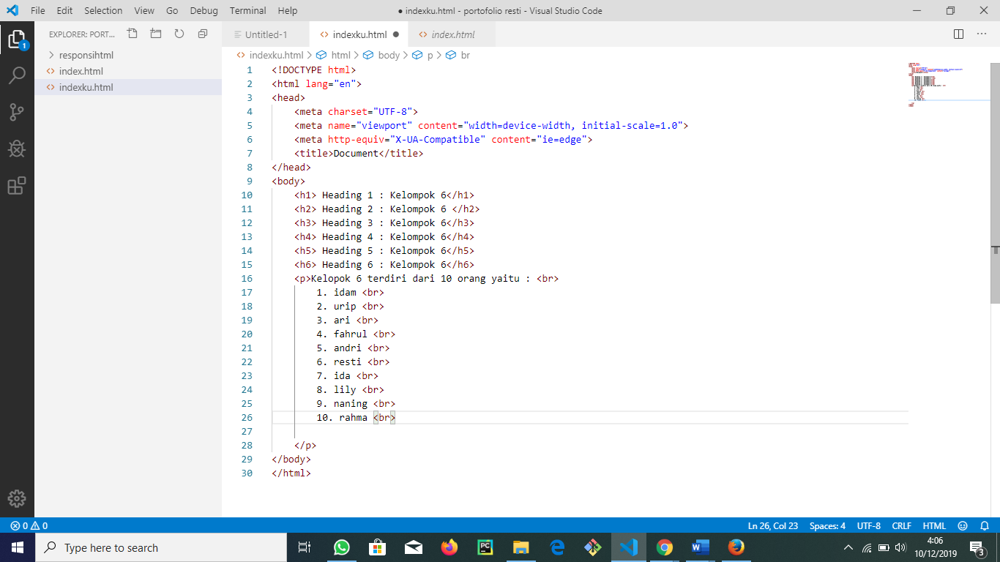 File Edit Selection View Go Debug Terminal Help ● indexku.html - portofolio resti - Visual Studio Code
EXPLORER: PORT... Untitled-1 indexku.html ● index.html
responsihtml
index.html
indexku.html
indexku.html > html > body > p > br
1 <!DOCTYPE html>
2 <html lang="en">
3 <head>
4 <meta charset="UTF-8">
5 <meta name="viewport" content="width=device-width, initial-scale=1.0">
6 <meta http-equiv="X-UA-Compatible" content="ie=edge">
7 <title>Document</title>
8 </head>
9 <body>
10 <h1> Heading 1 : Kelompok 6</h1>
11 <h2> Heading 2 : Kelompok 6 </h2>
12 <h3> Heading 3 : Kelompok 6</h3>
13 <h4> Heading 4 : Kelompok 6</h4>
14 <h5> Heading 5 : Kelompok 6</h5>
15 <h6> Heading 6 : Kelompok 6</h6>
16 <p>Kelopok 6 terdiri dari 10 orang yaitu : <br>
17 1. idam <br>
18 2. urip <br>
19 3. ari <br>
20 4. fahrul <br>
21 5. andri <br>
22 6. resti <br>
23 7. ida <br>
24 8. lily <br>
25 9. naning <br>
26 10. rahma <br>
27
28 </p>
29 </body>
30 </html>
1
0 0 Ln 26, Col 23 Spaces: 4 UTF-8 CRLF HTML
Type here to search
PC
W
4:06
10/12/2019
3